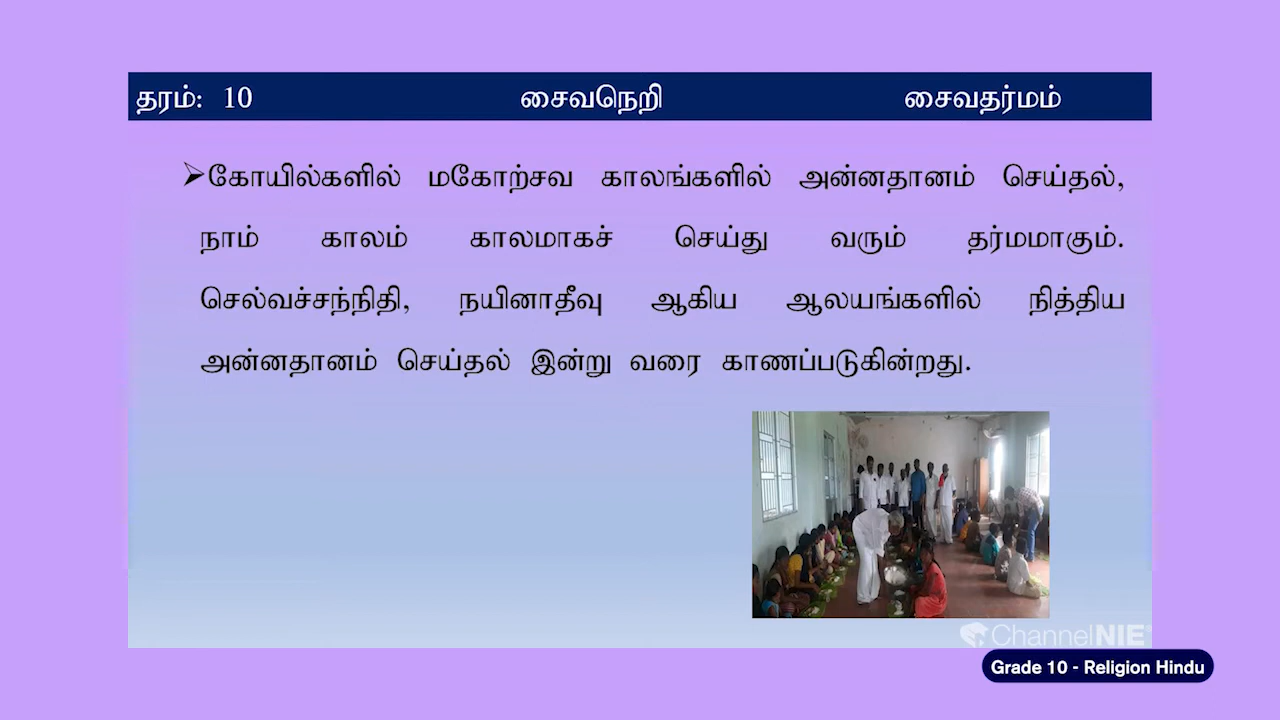 தரம்: 10 சைவநெறி சைவதர்மம்
➢கோயில்களில் மகோற்சவ காலங்களில் அன்னதானம் செய்தல்,
நாம் காலம் காலமாகச் செய்து வரும் தர்மமாகும்.
செல்வச்சந்நிதி, நயினாதீவு ஆகிய ஆலயங்களில் நித்திய
அன்னதானம் செய்தல் இன்று வரை காணப்படுகின்றது.
ChannelNIE
Grade 10 - Religion Hindu